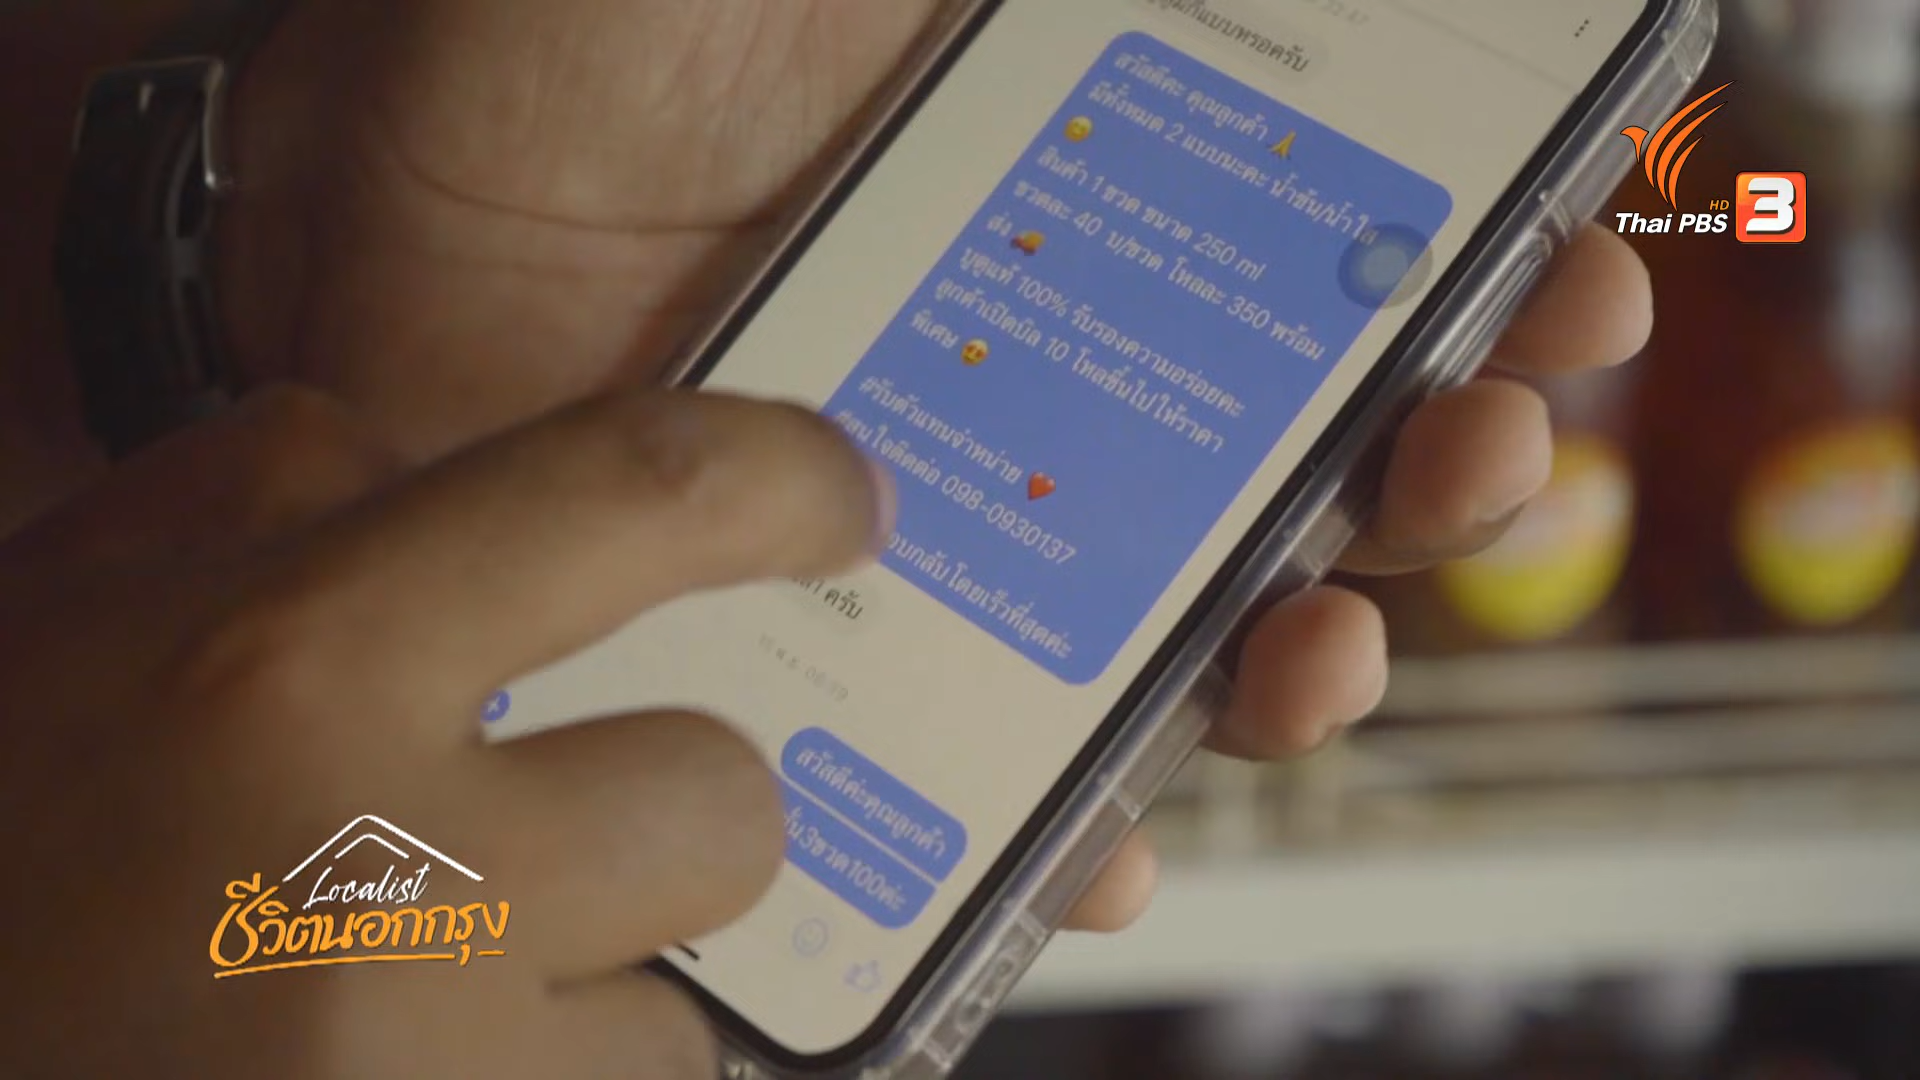 สวัสดีคะ คุณลูกค้า 🙏
มีทั้งหมด 2 แบบนะคะ น้ำข้น/น้ำใส
😊
สินค้า 1 ขวด ขนาด 250 ml
ขวดละ 40 บ/ขวด โหลละ 350 พร้อม
ส่ง
บูดูแท้ 100% รับรองความอร่อยคะ
ลูกค้าเปิดบิล 10 โหลขึ้นไปให้ราคา
พิเศษ 😍
#รับตัวแทนจำหน่าย ❤️
#สนใจติดต่อ 098-0930137
โดยเร็วที่สุดค่ะ
ครับ
สวัสดีค่ะคุณลูกค้า
3ขวด100ค่ะ
Thai PBS HD 3
Localist
ชีวิตนอกกรุง